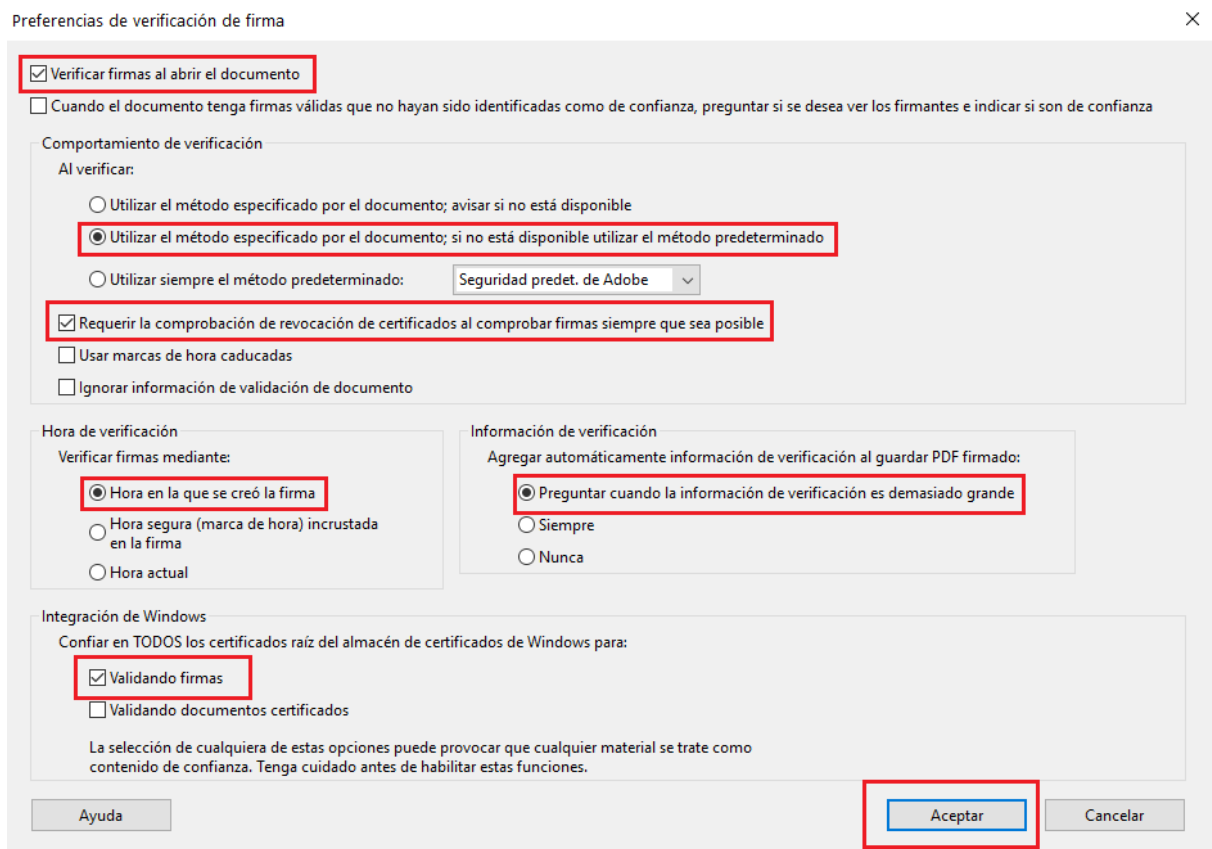 Preferencias de verificación de firma
Verificar firmas al abrir el documento
Cuando el documento tenga firmas válidas que no hayan sido identificadas como de confianza, preguntar si se desea ver los firmantes e indicar si son de confianza
Comportamiento de verificación
Al verificar:
Utilizar el método especificado por el documento; avisar si no está disponible
Utilizar el método especificado por el documento; si no está disponible utilizar el método predeterminado
Utilizar siempre el método predeterminado: Seguridad predet. de Adobe
Requerir la comprobación de revocación de certificados al comprobar firmas siempre que sea posible
Usar marcas de hora caducadas
Ignorar información de validación de documento
Hora de verificación
Verificar firmas mediante:
Hora en la que se creó la firma
Hora segura (marca de hora) incrustada
en la firma
Hora actual
Información de verificación
Agregar automáticamente información de verificación al guardar PDF firmado:
Preguntar cuando la información de verificación es demasiado grande
Siempre
Nunca
Integración de Windows
Confiar en TODOS los certificados raíz del almacén de certificados de Windows para:
Validando firmas
Validando documentos certificados
La selección de cualquiera de estas opciones puede provocar que cualquier material se trate como
contenido de confianza. Tenga cuidado antes de habilitar estas funciones.
Ayuda
Aceptar
Cancelar